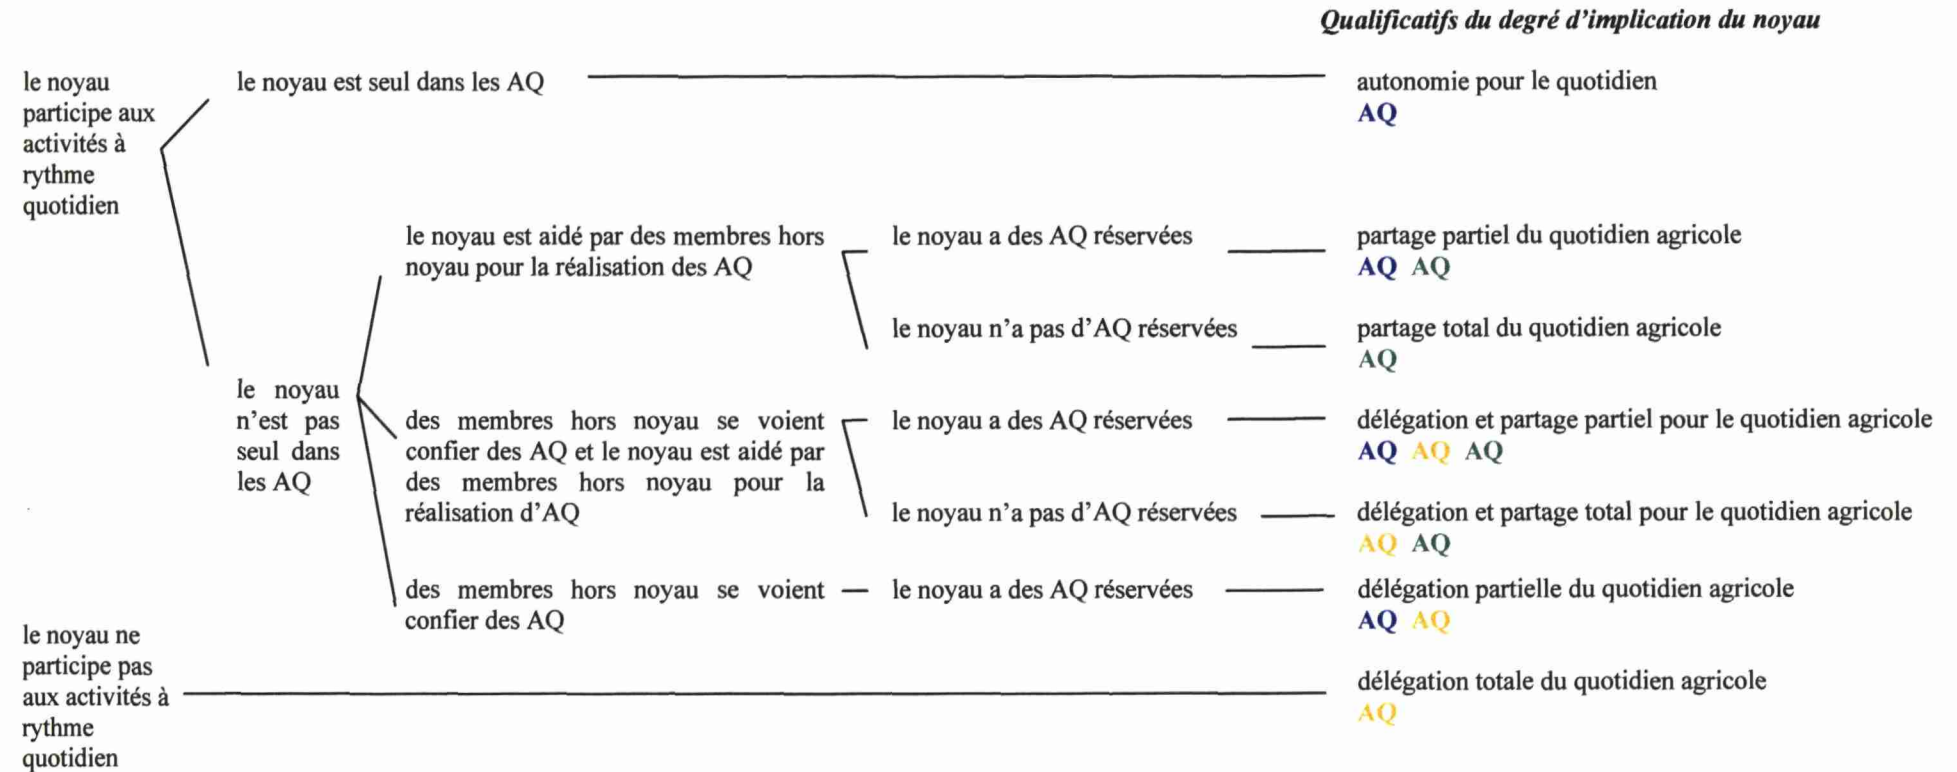 Qualificatifs du degré d’implication du noyau
le noyau
participe aux
activités à
rythme
quotidien
le noyau est seul dans les AQ
autonomie pour le quotidien
AQ
le noyau
n’est pas
seul dans
les AQ
le noyau est aidé par des membres hors
noyau pour la réalisation des AQ
le noyau a des AQ réservées
partage partiel du quotidien agricole
AQ AQ
le noyau n’a pas d’AQ réservées
partage total du quotidien agricole
AQ
des membres hors noyau se voient
confier des AQ et le noyau est aidé par
des membres hors noyau pour la
réalisation d’AQ
le noyau a des AQ réservées
délégation et partage partiel pour le quotidien agricole
AQ AQ AQ
le noyau n’a pas d’AQ réservées
délégation et partage total pour le quotidien agricole
AQ AQ
des membres hors noyau se voient
confier des AQ
le noyau a des AQ réservées
délégation partielle du quotidien agricole
AQ AQ
le noyau ne
participe pas
aux activités à
rythme
quotidien
délégation totale du quotidien agricole
AQ